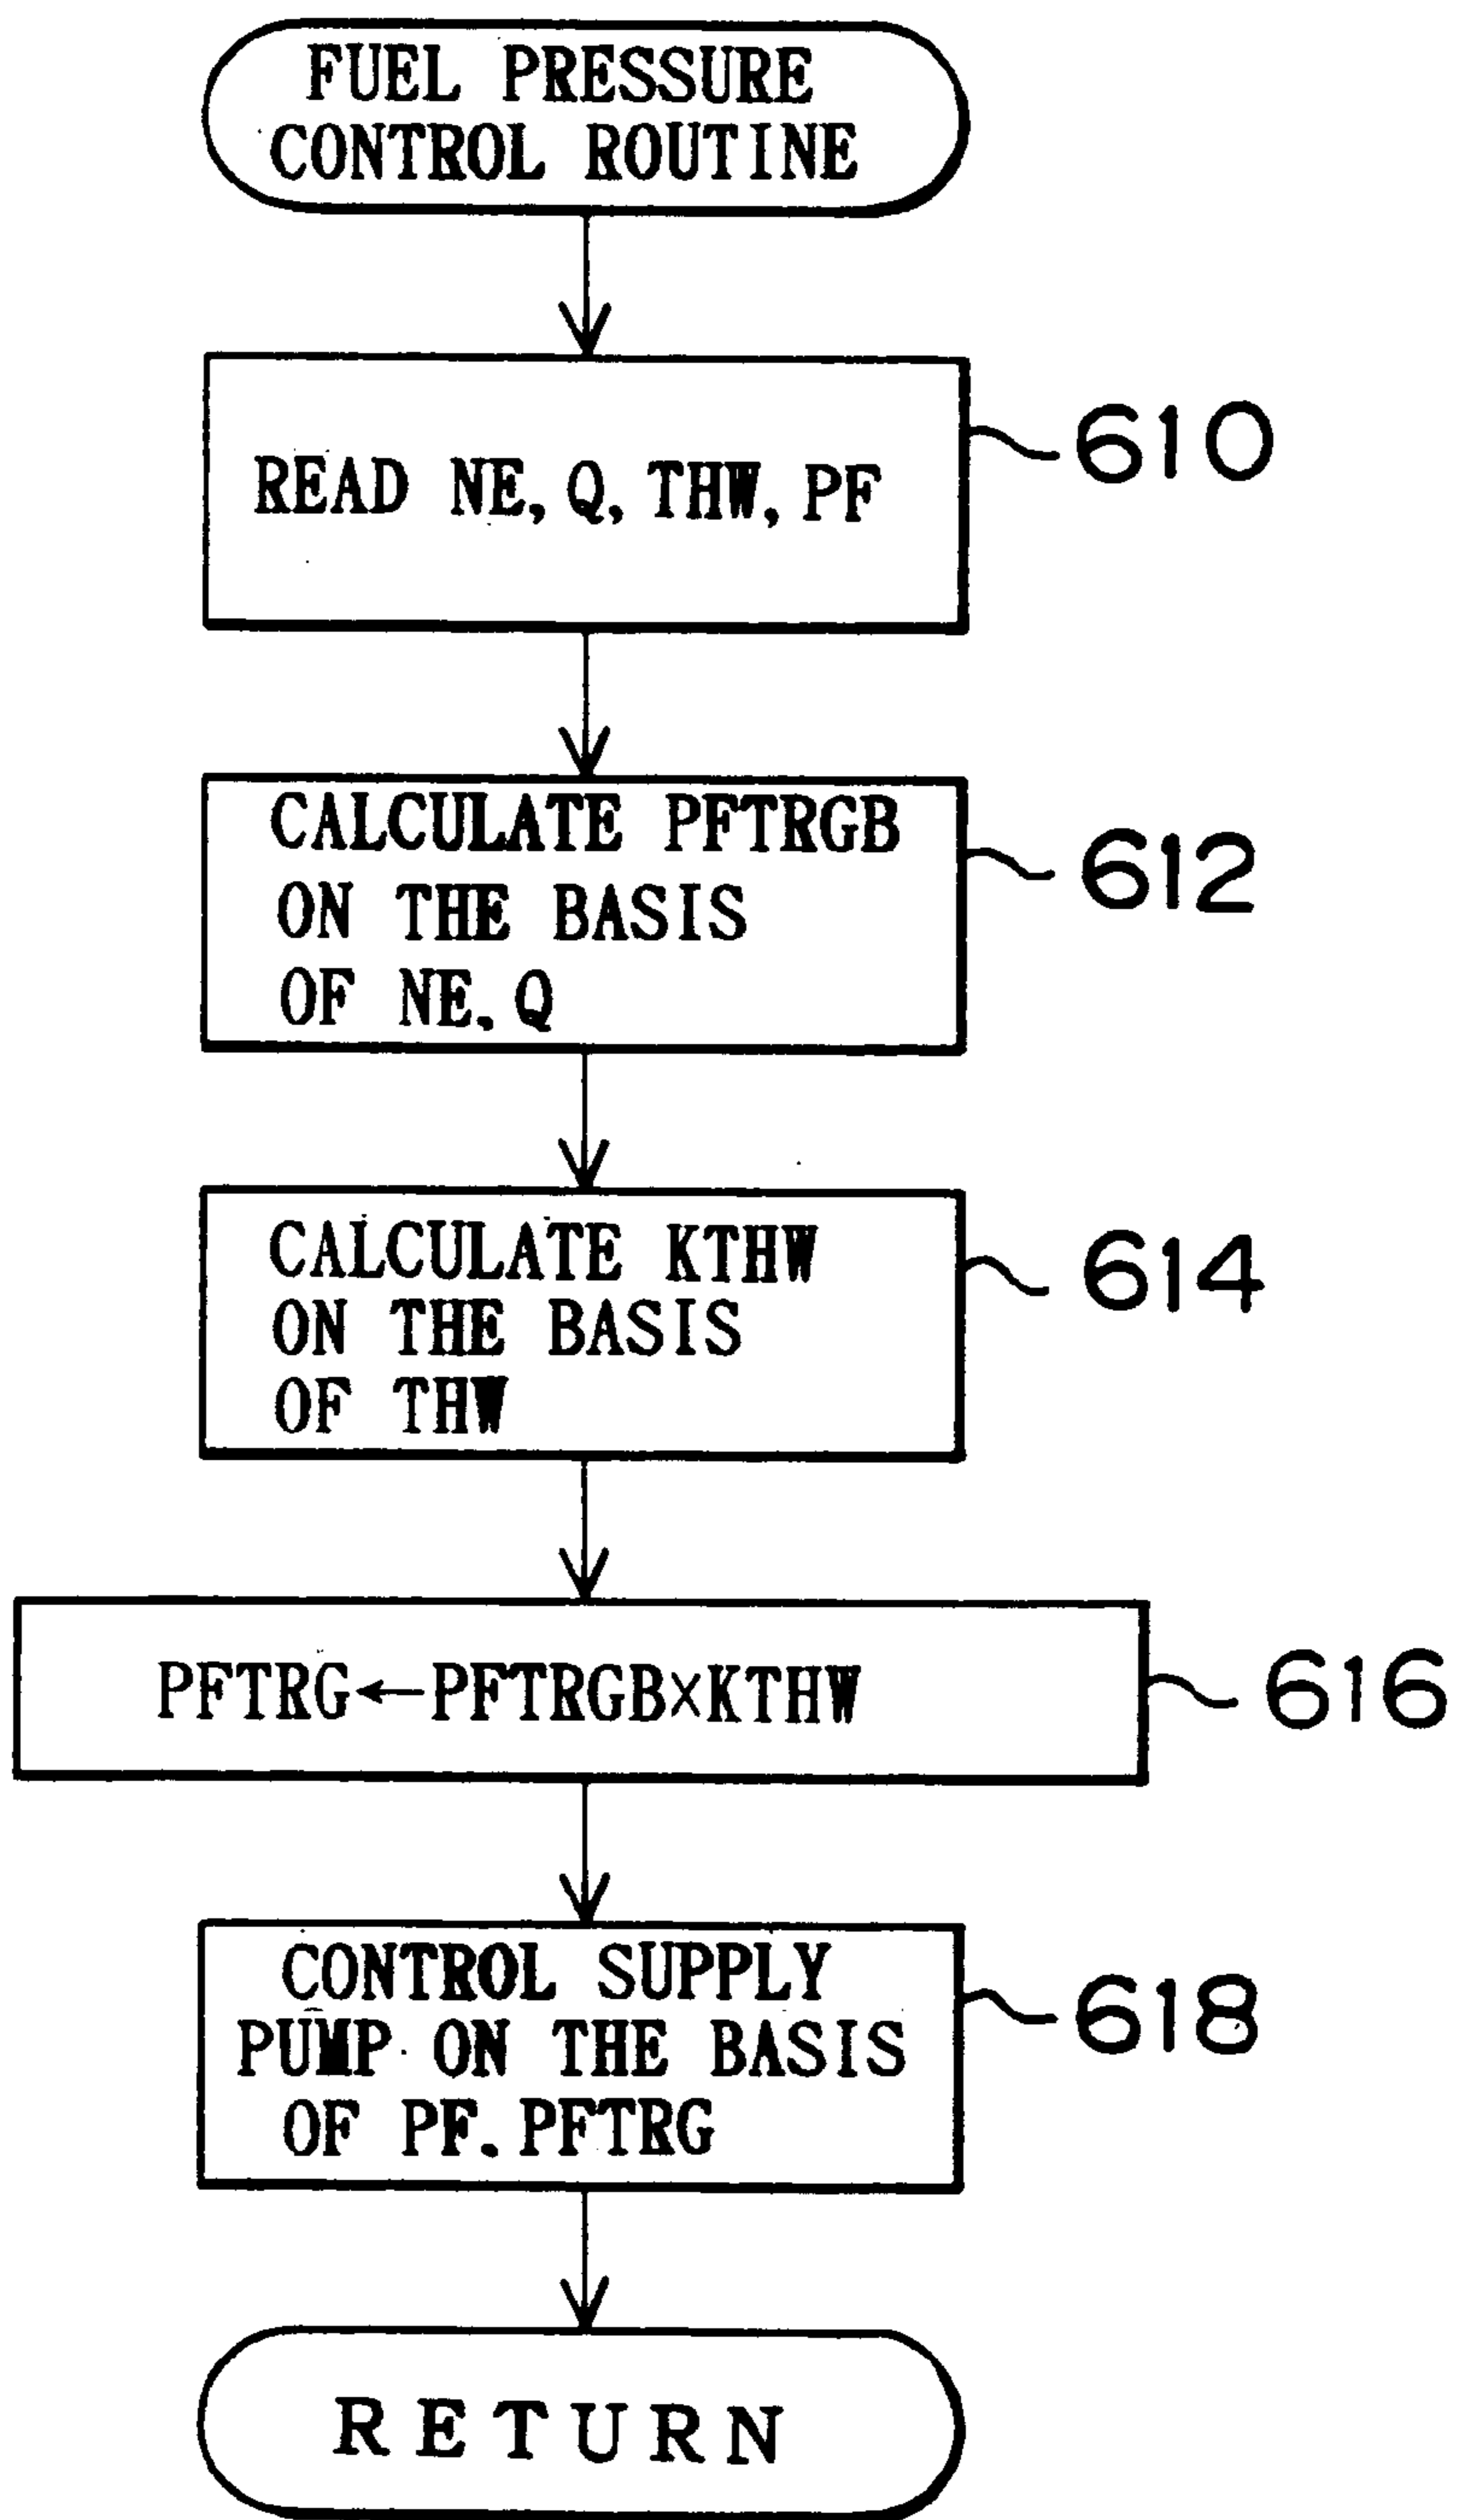 FUEL PRESSURE
CONTROL ROUTINE
READ NE, Q, THW, PF
610
CALCULATE PFTRGB
ON THE BASIS
OF NE, Q
612
CALCULATE KTHW
ON THE BASIS
OF THW
614
PFTRG←PFTRGB×KTHW
616
CONTROL SUPPLY
PUMP ON THE BASIS
OF PF, PFTRG
618
RETURN